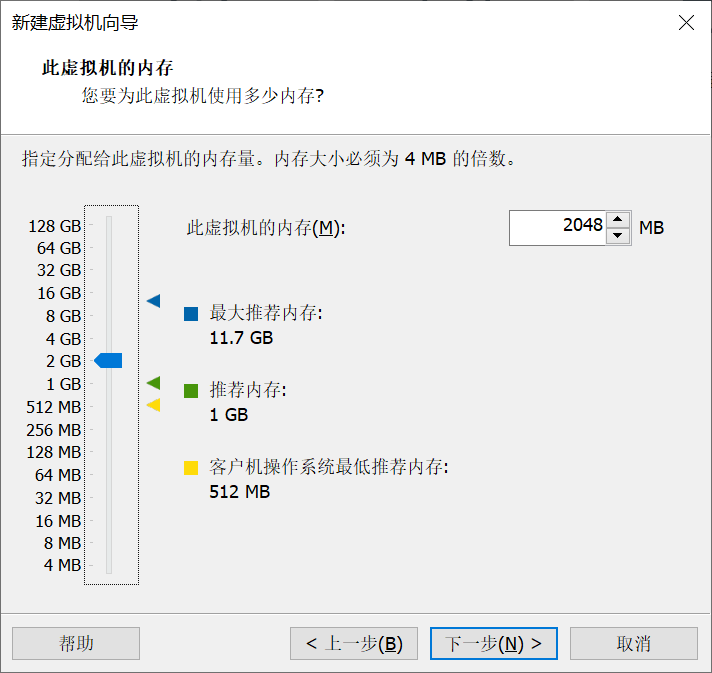 新建虚拟机向导
此虚拟机的内存
您要为此虚拟机使用多少内存?
指定分配给此虚拟机的内存量。内存大小必须为 4 MB 的倍数。
128 GB
64 GB
32 GB
16 GB
8 GB
4 GB
2 GB
1 GB
512 MB
256 MB
128 MB
64 MB
32 MB
16 MB
8 MB
4 MB
此虚拟机的内存(M): 2048 MB
最大推荐内存:
11.7 GB
推荐内存:
1 GB
客户机操作系统最低推荐内存:
512 MB
帮助 < 上一步(B) 下一步(N) > 取消